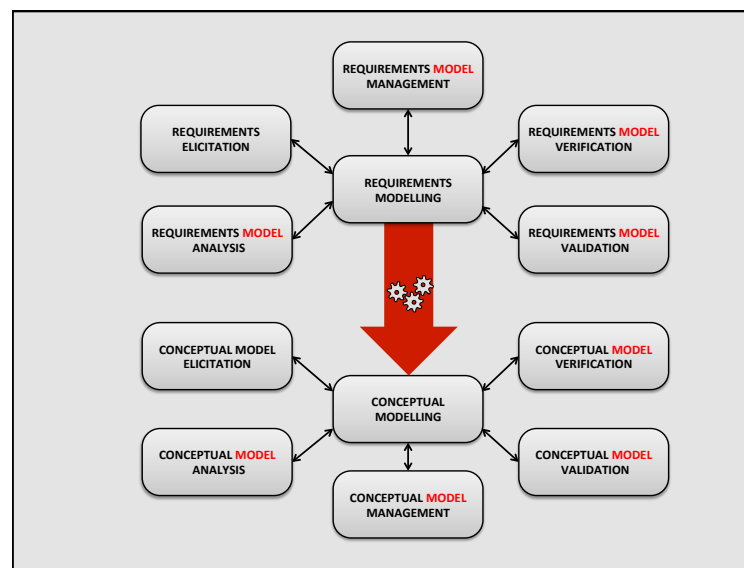 REQUIREMENTS MODEL
MANAGEMENT
REQUIREMENTS
ELICITATION
REQUIREMENTS MODEL
VERIFICATION
REQUIREMENTS
MODELLING
REQUIREMENTS MODEL
ANALYSIS
REQUIREMENTS MODEL
VALIDATION
CONCEPTUAL MODEL
ELICITATION
CONCEPTUAL MODEL
VERIFICATION
CONCEPTUAL
MODELLING
CONCEPTUAL MODEL
ANALYSIS
CONCEPTUAL MODEL
VALIDATION
CONCEPTUAL MODEL
MANAGEMENT